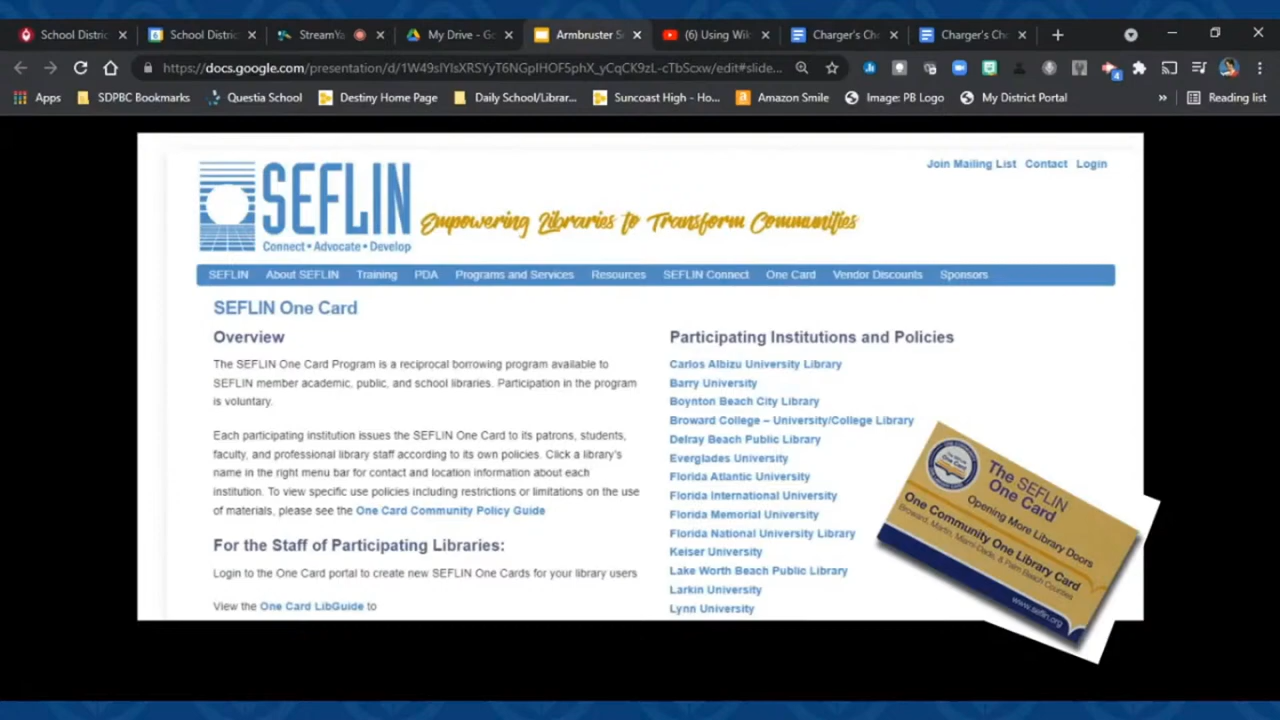 School Distric
School Distric
StreamYa
My Drive - Go
Armbruster S
(6) Using Wik
Charger's Ch
Charger's Ch
https://docs.google.com/presentation/d/
Apps
SDPBC Bookmarks
Questia School
Destiny Home Page
Daily School/Librar...
Suncoast High - Ho...
Amazon Smile
Image: PB Logo
My District Portal
»
Reading list
Join Mailing List Contact Login
SEFLIN
Connect • Advocate • Develop
Empowering Libraries to Transform Communities
SEFLIN About SEFLIN Training PDA Programs and Services Resources SEFLIN Connect One Card Vendor Discounts Sponsors
SEFLIN One Card
Overview
The SEFLIN One Card Program is a reciprocal borrowing program available to
SEFLIN member academic, public, and school libraries. Participation in the program
is voluntary.
Each participating institution issues the SEFLIN One Card to its patrons, students,
faculty, and professional library staff according to its own policies. Click a library's
name in the right menu bar for contact and location information about each
institution. To view specific use policies including restrictions or limitations on the use
of materials, please see the One Card Community Policy Guide
For the Staff of Participating Libraries:
Login to the One Card portal to create new SEFLIN One Cards for your library users
View the One Card LibGuide to
Participating Institutions and Policies
Carlos Albizu University Library
Barry University
Boynton Beach City Library
Broward College – University/College Library
Delray Beach Public Library
Everglades University
Florida Atlantic University
Florida International University
Florida Memorial University
Florida National University Library
Keiser University
Lake Worth Beach Public Library
Larkin University
Lynn University
One Card
The SEFLIN
One Card
Opening More Library Doors
One Community One Library Card
Broward, Martin, Miami-Dade, & Palm Beach Counties
www.seflin.org